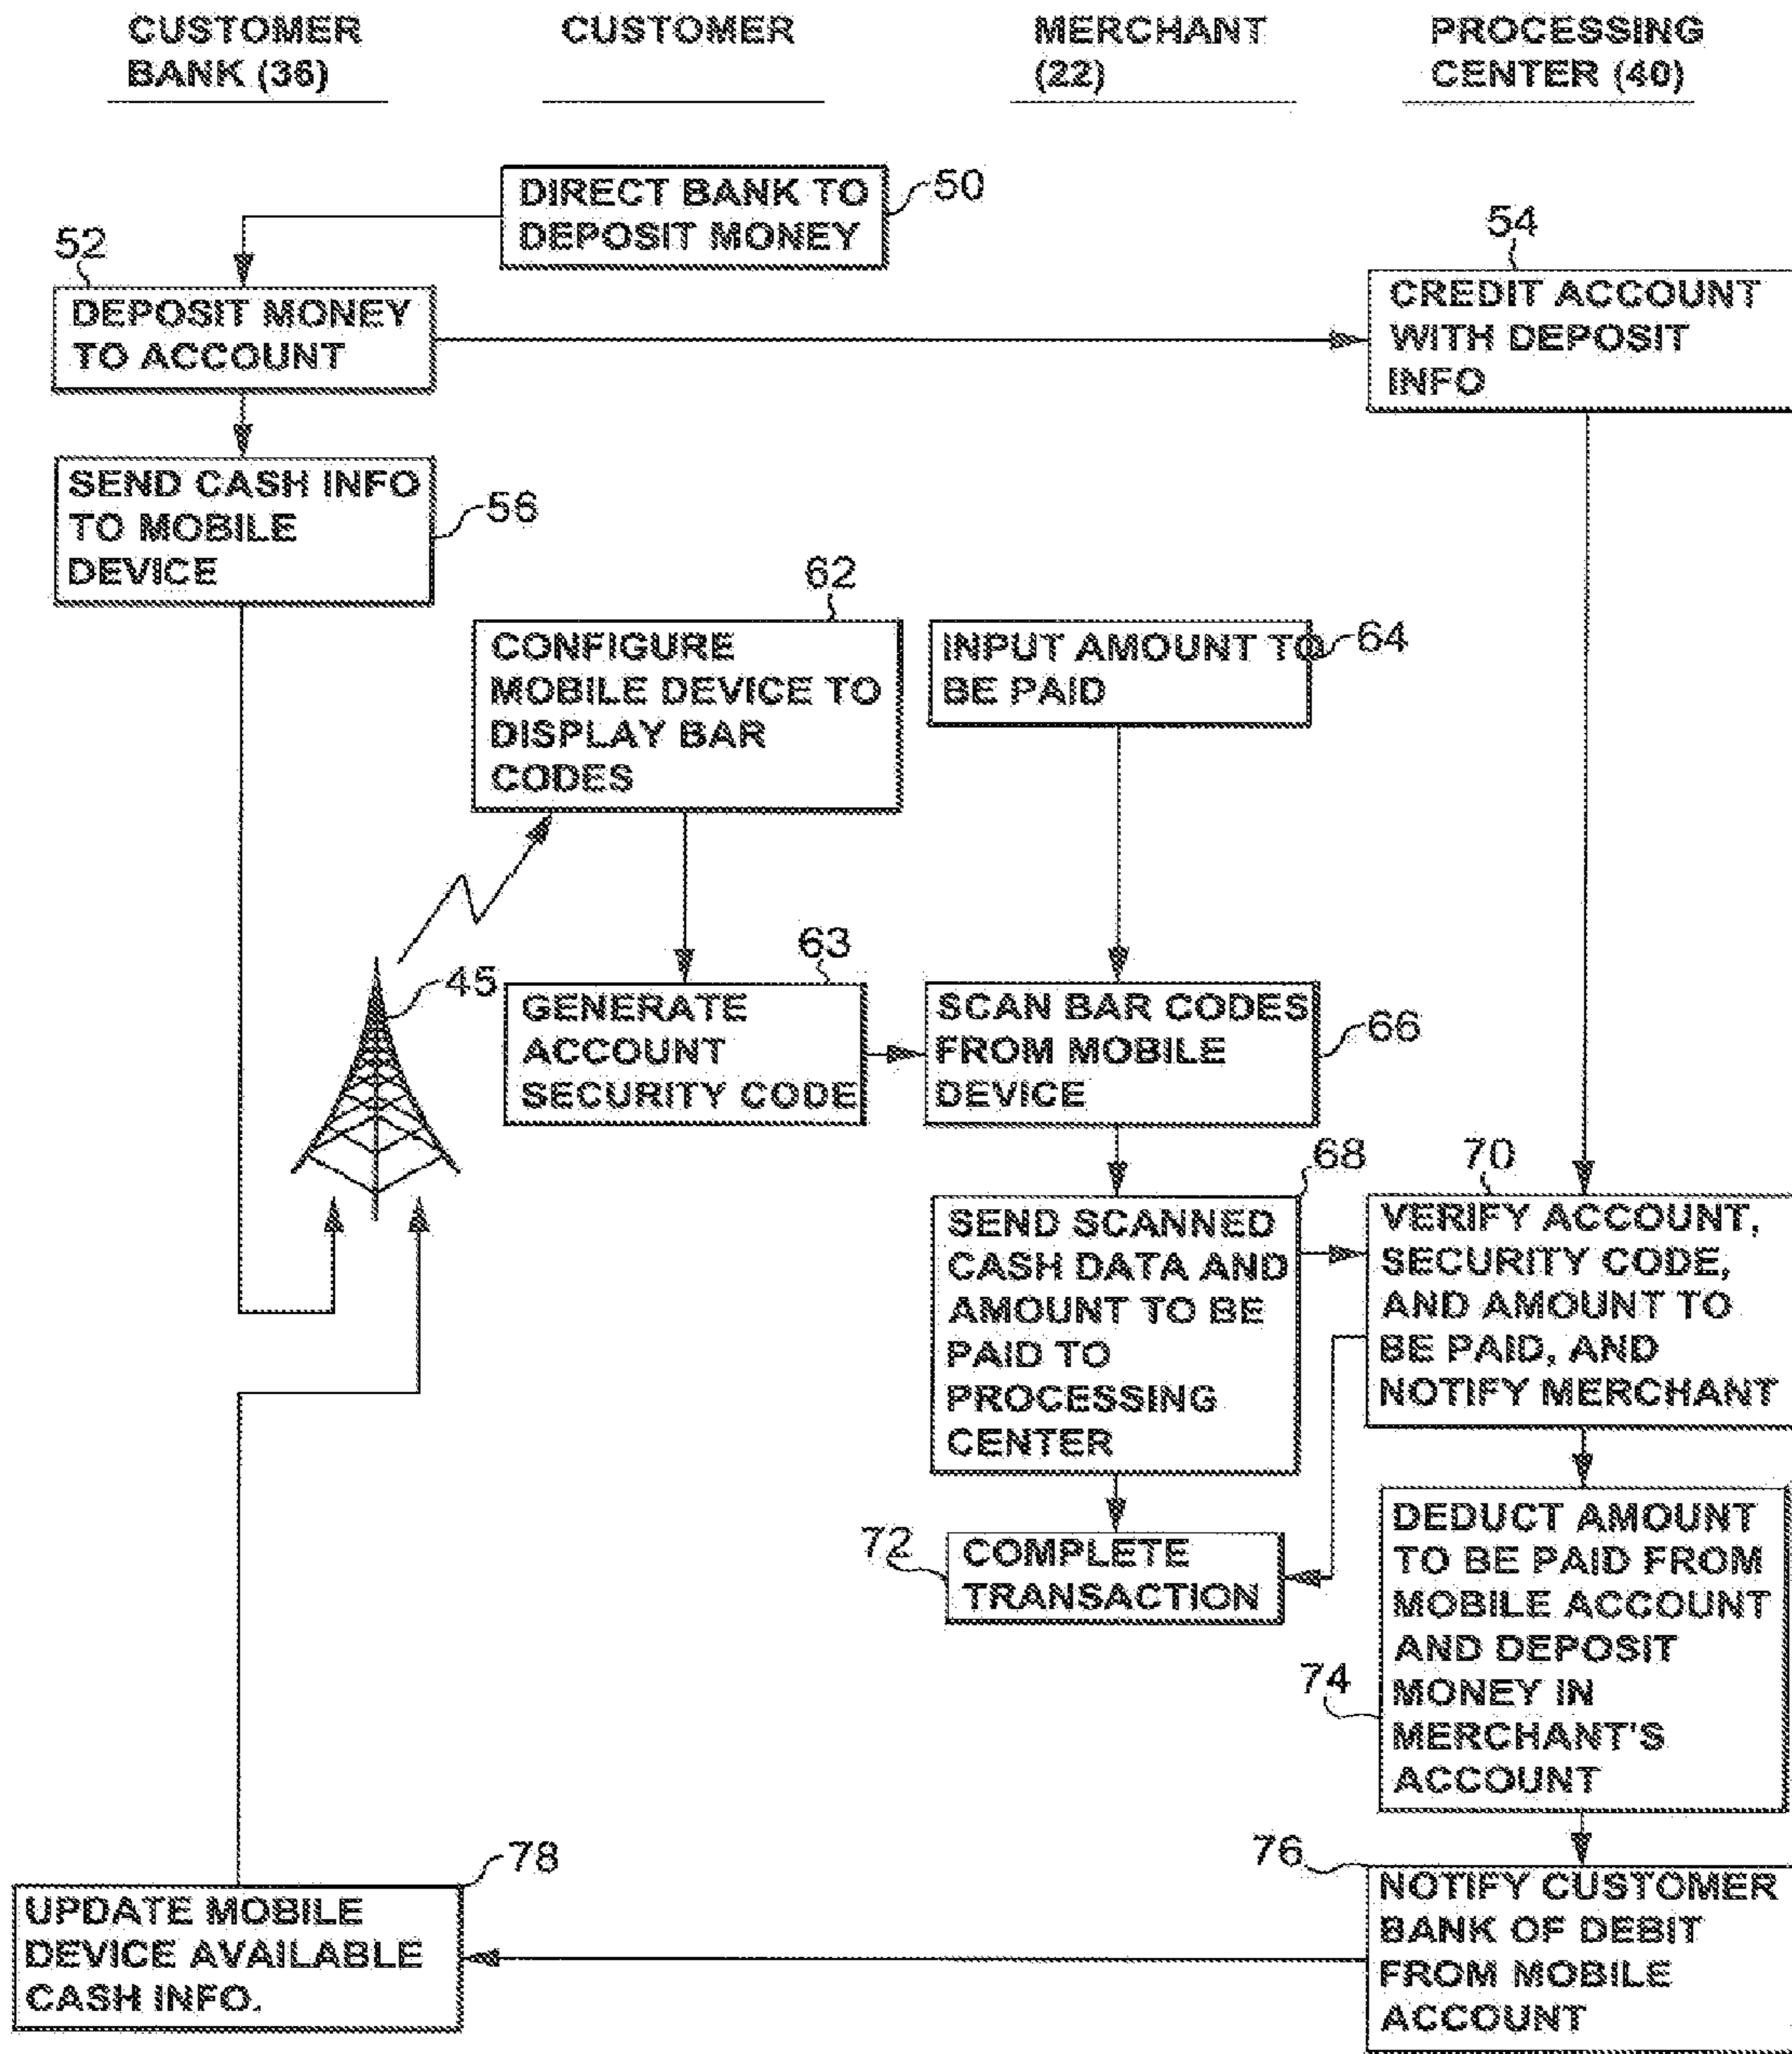 CUSTOMER
BANK (36)
CUSTOMER
MERCHANT
(22)
PROCESSING
CENTER (40)
DIRECT BANK TO
DEPOSIT MONEY
50
52
DEPOSIT MONEY
TO ACCOUNT
54
CREDIT ACCOUNT
WITH DEPOSIT
INFO
SEND CASH INFO
TO MOBILE
DEVICE
56
62
CONFIGURE
MOBILE DEVICE TO
DISPLAY BAR
CODES
INPUT AMOUNT TO
BE PAID
64
45
63
GENERATE
ACCOUNT
SECURITY CODE
SCAN BAR CODES
FROM MOBILE
DEVICE
66
68
SEND SCANNED
CASH DATA AND
AMOUNT TO BE
PAID TO
PROCESSING
CENTER
70
VERIFY ACCOUNT,
SECURITY CODE,
AND AMOUNT TO
BE PAID, AND
NOTIFY MERCHANT
72
COMPLETE
TRANSACTION
74
DEDUCT AMOUNT
TO BE PAID FROM
MOBILE ACCOUNT
AND DEPOSIT
MONEY IN
MERCHANT'S
ACCOUNT
76
NOTIFY CUSTOMER
BANK OF DEBIT
FROM MOBILE
ACCOUNT
78
UPDATE MOBILE
DEVICE AVAILABLE
CASH INFO.